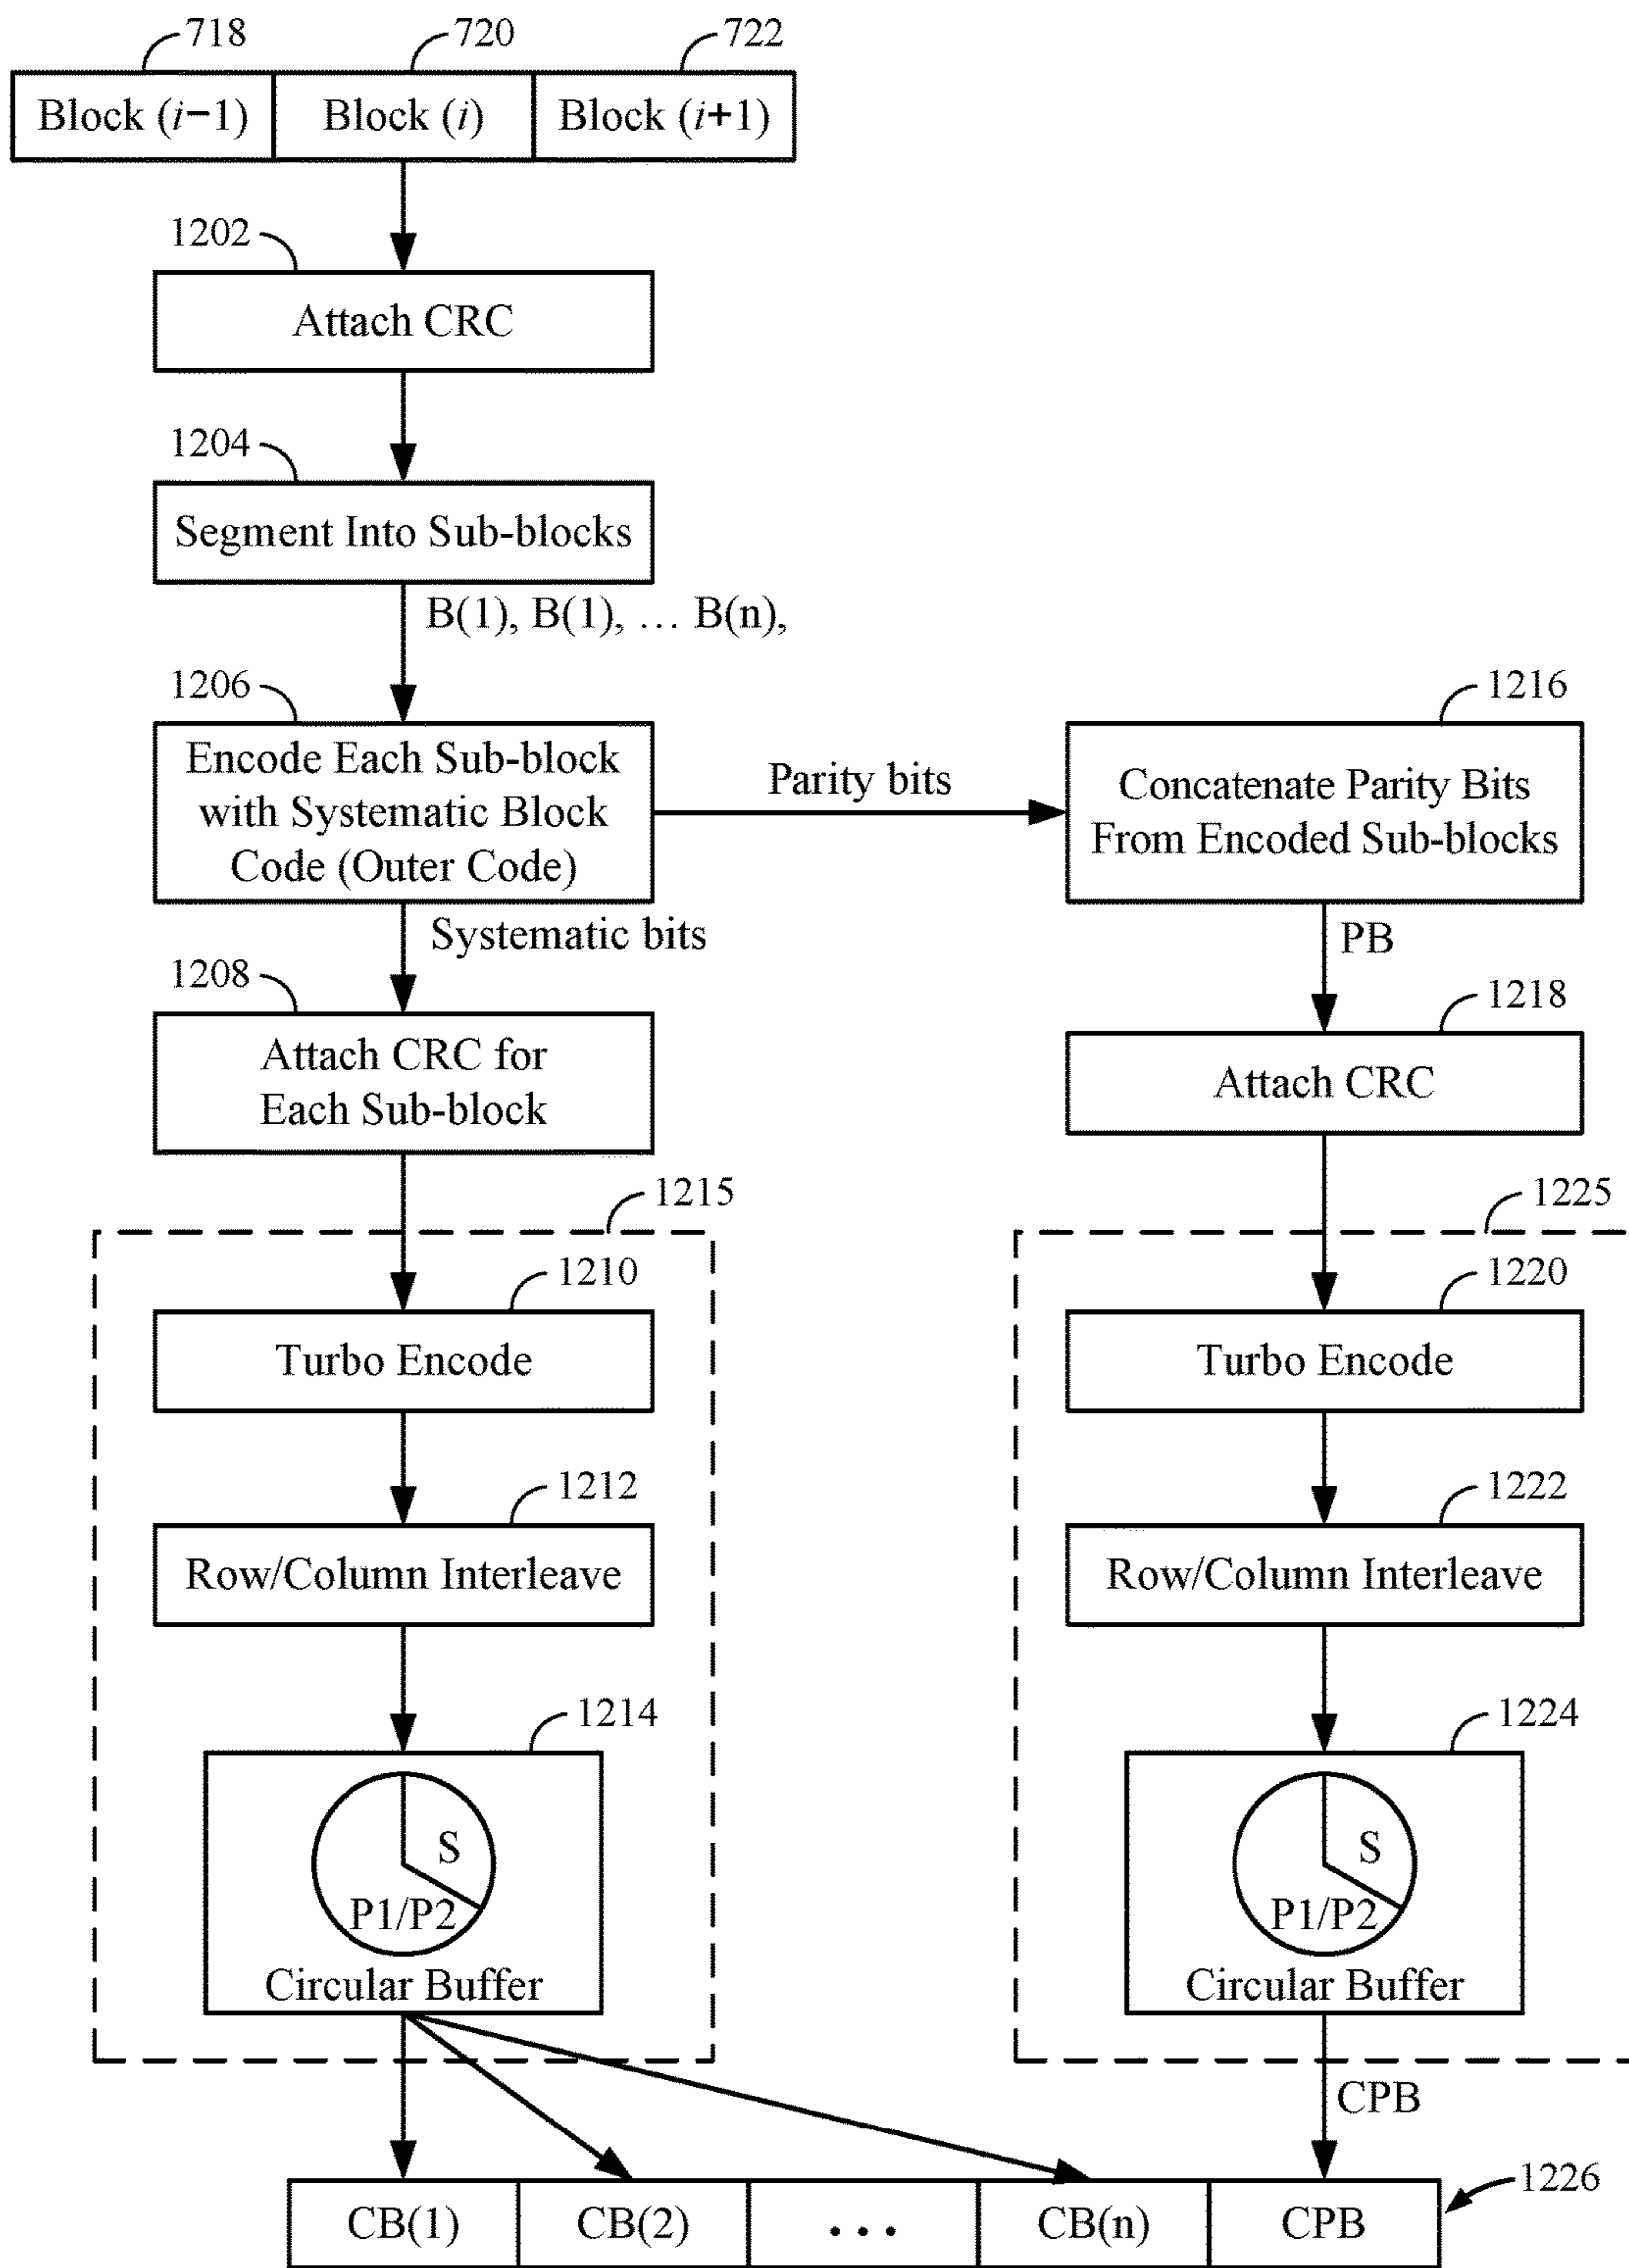 718
720
722
Block (i−1)
Block (i)
Block (i+1)
1202
Attach CRC
1204
Segment Into Sub-blocks
B(1), B(1), … B(n),
1206
1216
Encode Each Sub-block
with Systematic Block
Code (Outer Code)
Parity bits
Concatenate Parity Bits
From Encoded Sub-blocks
Systematic bits
PB
1208
1218
Attach CRC for
Each Sub-block
Attach CRC
1215
1225
1210
1220
Turbo Encode
Turbo Encode
1212
1222
Row/Column Interleave
Row/Column Interleave
1214
1224
S
P1/P2
Circular Buffer
S
P1/P2
Circular Buffer
CPB
1226
CB(1)
CB(2)
• • •
CB(n)
CPB